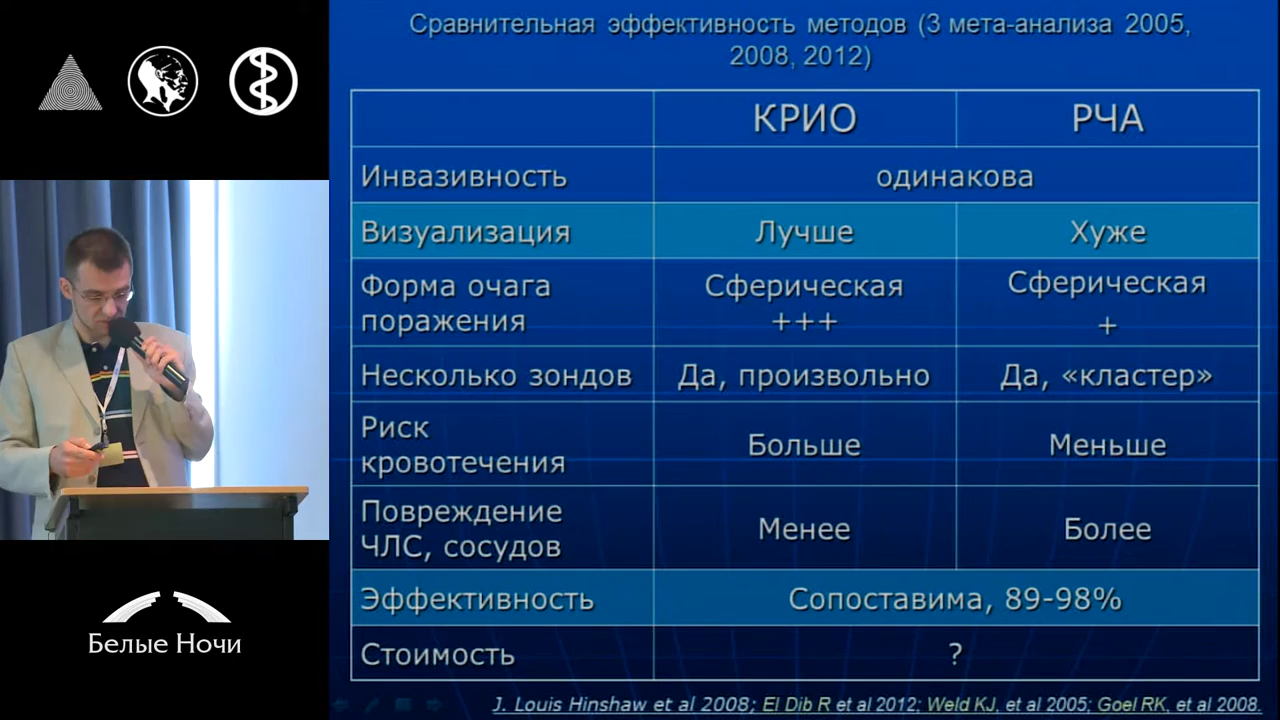 Сравнительная эффективность методов (3 мета-анализа 2005,
2008, 2012)
КРИО РЧА
Инвазивность одинакова
Визуализация Лучше Хуже
Форма очага
поражения
Сферическая
+++
Сферическая
+
Несколько зондов Да, произвольно Да, «кластер»
Риск
кровотечения
Больше Меньше
Повреждение
ЧЛС, сосудов
Менее Более
Эффективность Сопоставима, 89-98%
Стоимость ?
J. Louis Hinshaw et al 2008; El Dib R et al 2012; Weld KJ, et al 2005; Goel RK, et al 2008.
Белые Ночи